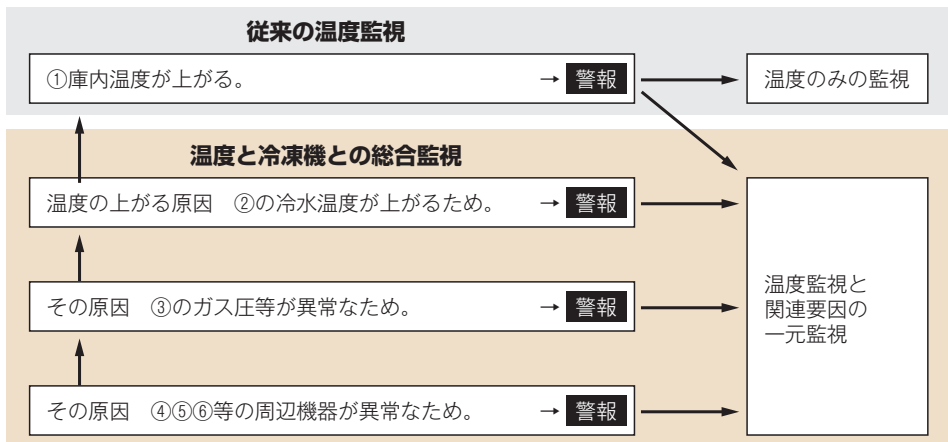 従来の温度監視
①庫内温度が上がる。 → 警報
温度のみの監視
温度と冷凍機との総合監視
温度の上がる原因 ②の冷水温度が上がるため。 → 警報
その原因 ③のガス圧等が異常なため。 → 警報
その原因 ④⑤⑥等の周辺機器が異常なため。 → 警報
温度監視と
関連要因の
一元監視